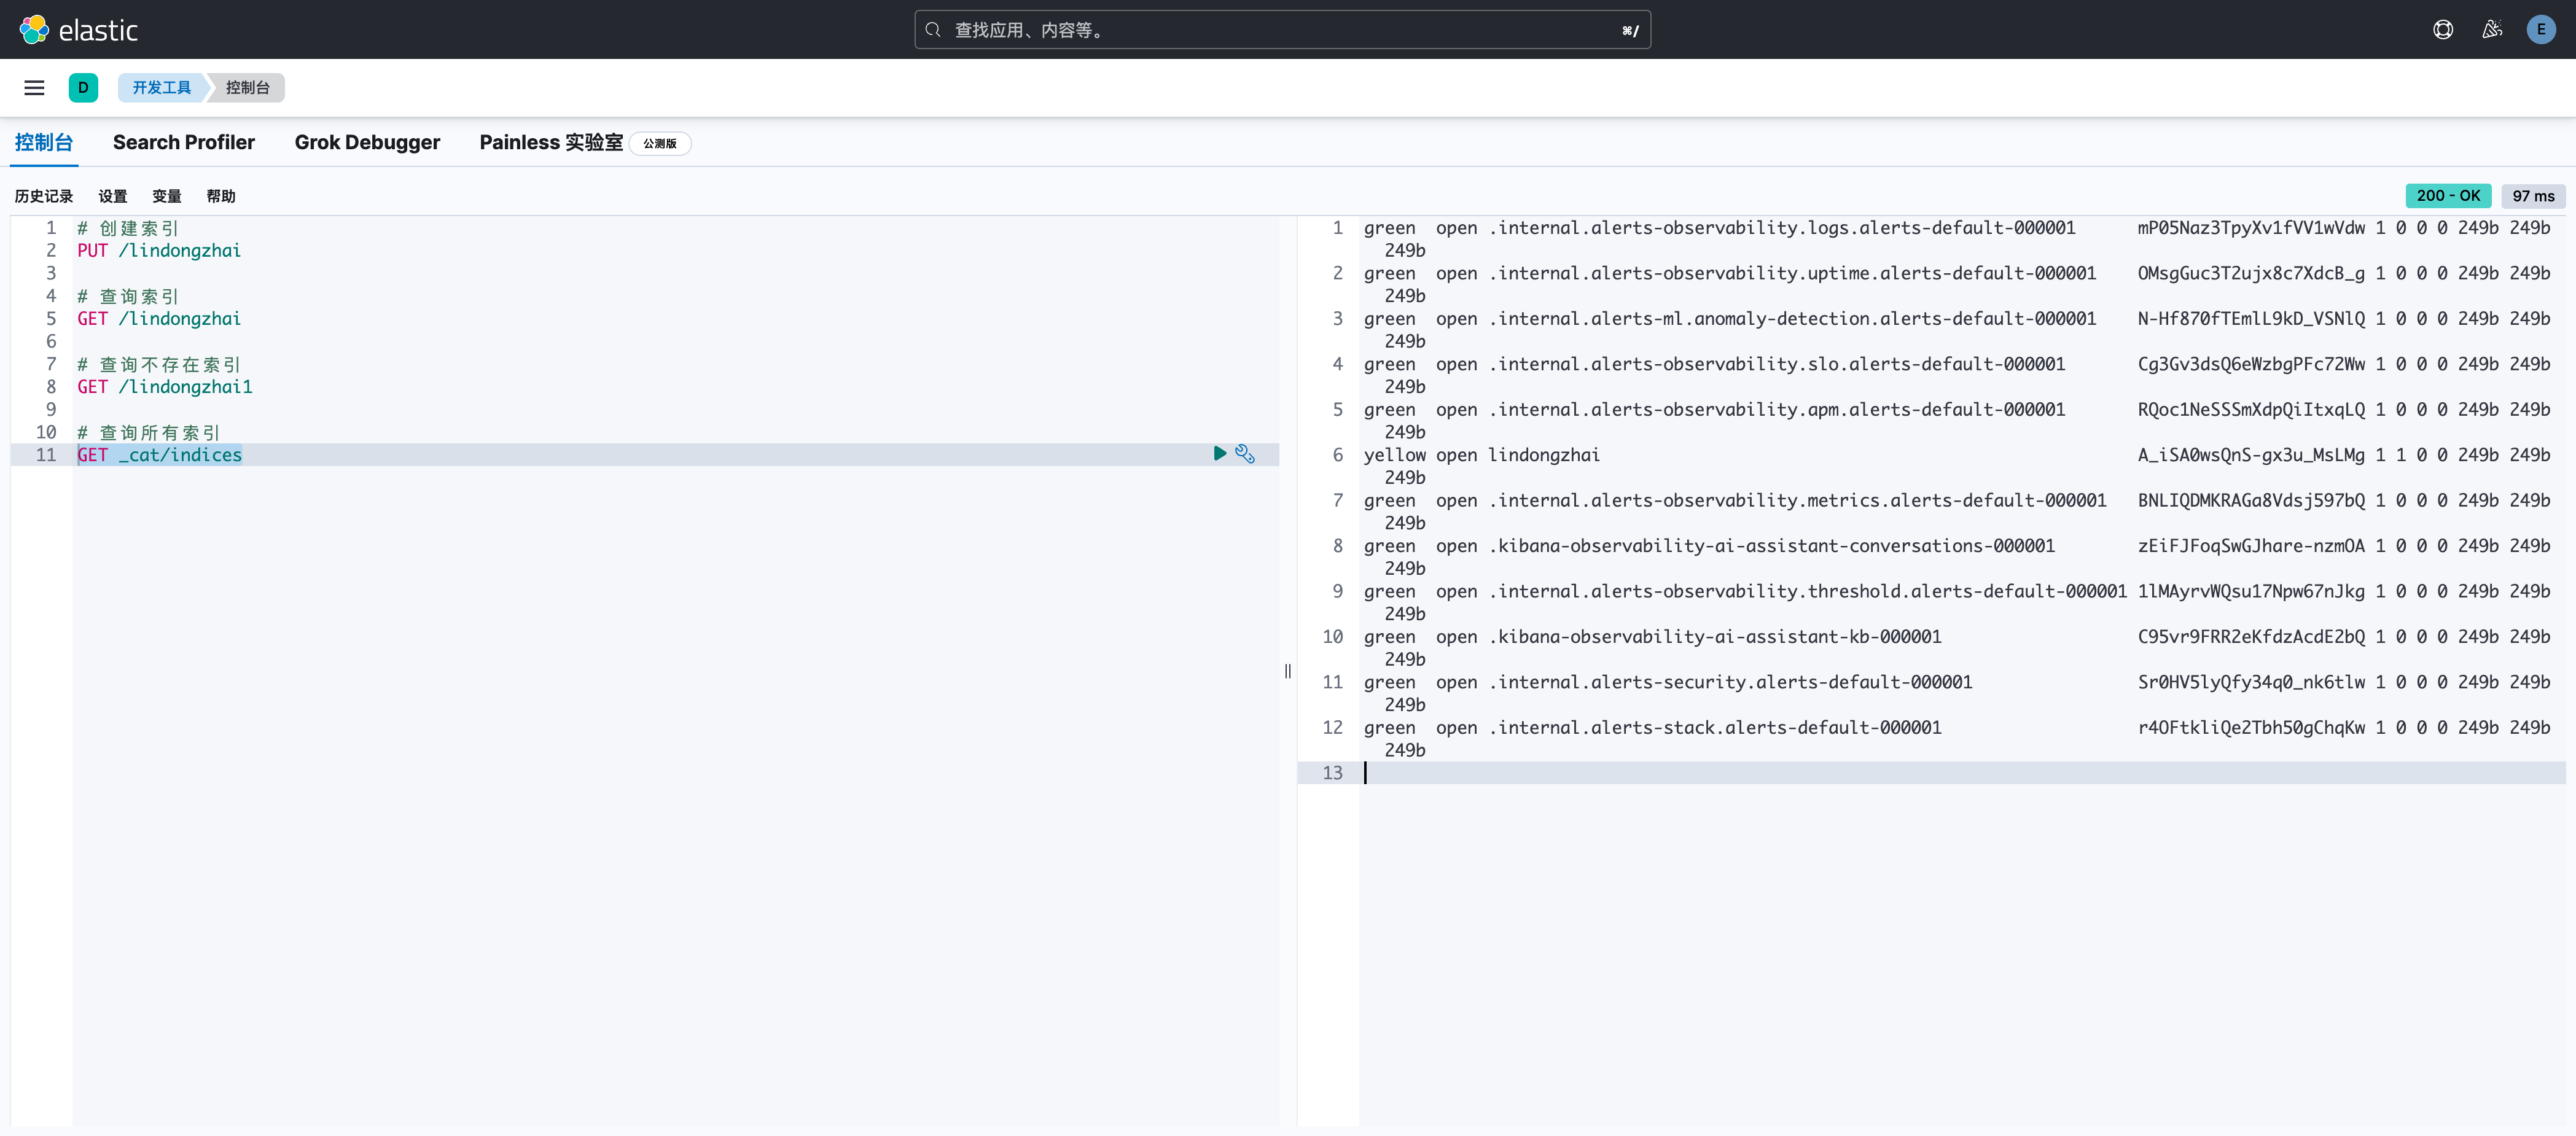 elastic
查找应用、内容等。
⌘/
E
D
开发工具
控制台
控制台 Search Profiler Grok Debugger Painless 实验室 公测版
历史记录 设置 变量 帮助
200 - OK 97 ms
1 # 创建索引
2 PUT /lindongzhai
3
4 # 查询索引
5 GET /lindongzhai
6
7 # 查询不存在索引
8 GET /lindongzhai1
9
10 # 查询所有索引
11 GET _cat/indices
1 green open .internal.alerts-observability.logs.alerts-default-000001 mP05Naz3TpyXv1fVV1wVdw 1 0 0 0 249b 249b
249b
2 green open .internal.alerts-observability.uptime.alerts-default-000001 OMsgGuc3T2ujx8c7XdcB_g 1 0 0 0 249b 249b
249b
3 green open .internal.alerts-ml.anomaly-detection.alerts-default-000001 N-Hf870fTEmlL9kD_VSNlQ 1 0 0 0 249b 249b
249b
4 green open .internal.alerts-observability.slo.alerts-default-000001 Cg3Gv3dsQ6eWzbgPFc72Ww 1 0 0 0 249b 249b
249b
5 green open .internal.alerts-observability.apm.alerts-default-000001 RQoc1NeSSSmXdpQiItxqLQ 1 0 0 0 249b 249b
249b
6 yellow open lindongzhai A_iSA0wsQnS-gx3u_MsLMg 1 1 0 0 249b 249b
249b
7 green open .internal.alerts-observability.metrics.alerts-default-000001 BNLIQDMKRAGa8Vdsj597bQ 1 0 0 0 249b 249b
249b
8 green open .kibana-observability-ai-assistant-conversations-000001 zEiFJFoqSwGJhare-nzmOA 1 0 0 0 249b 249b
249b
9 green open .internal.alerts-observability.threshold.alerts-default-000001 1lMAyrvWQsu17Npw67nJkg 1 0 0 0 249b 249b
249b
10 green open .kibana-observability-ai-assistant-kb-000001 C95vr9FRR2eKfdzAcdE2bQ 1 0 0 0 249b 249b
249b
11 green open .internal.alerts-security.alerts-default-000001 Sr0HV5lyQfy34q0_nk6tlw 1 0 0 0 249b 249b
249b
12 green open .internal.alerts-stack.alerts-default-000001 r4OFtkliQe2Tbh50gChqKw 1 0 0 0 249b 249b
249b
13